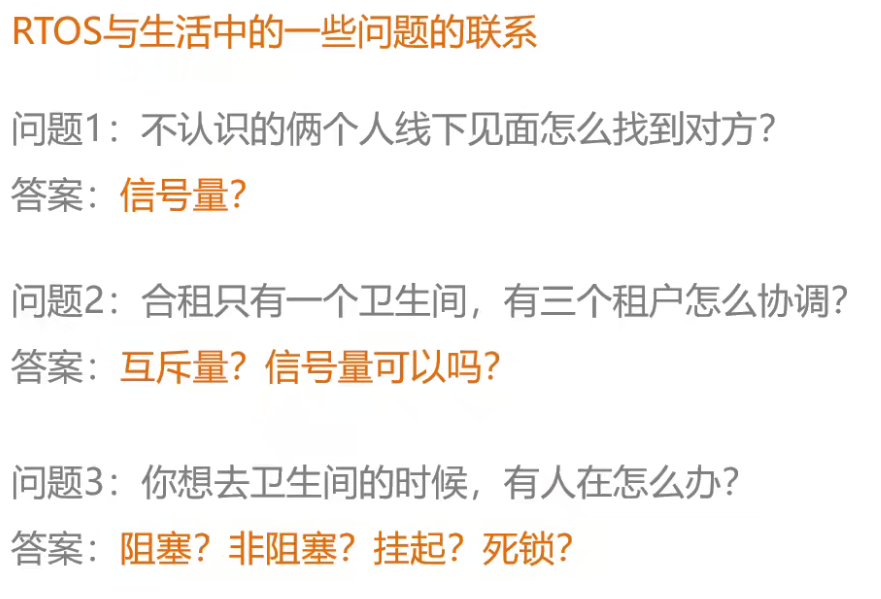 RTOS与生活中的一些问题的联系
问题1：不认识的俩个人线下见面怎么找到对方？
答案：信号量？
问题2：合租只有一个卫生间，有三个租户怎么协调？
答案：互斥量？信号量可以吗？
问题3：你想去卫生间的时候，有人在怎么办？
答案：阻塞？非阻塞？挂起？死锁？